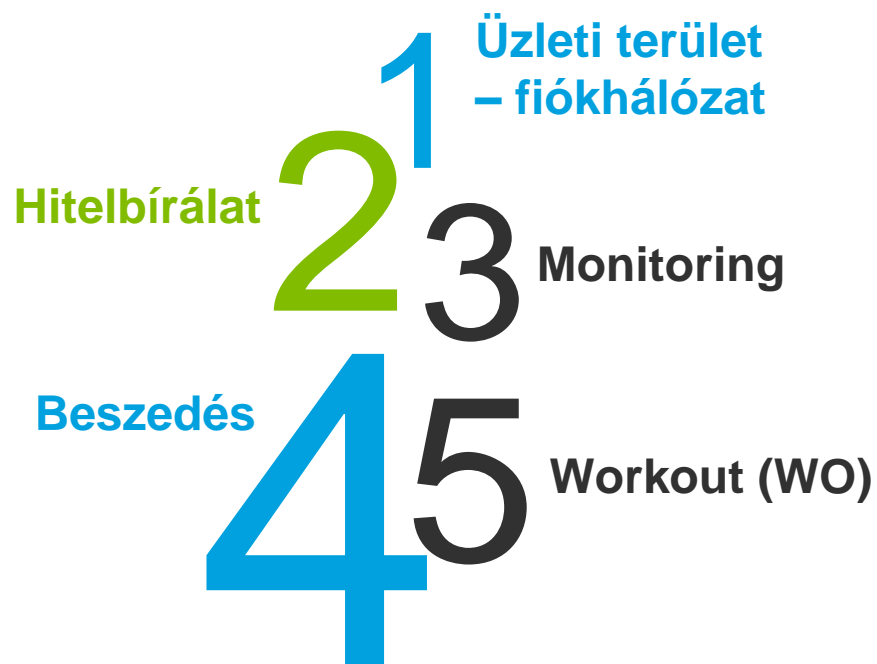 1
Üzleti terület
– fiókhálózat
2
Hitelbírálat
3
Monitoring
4
Beszedés
5
Workout (WO)